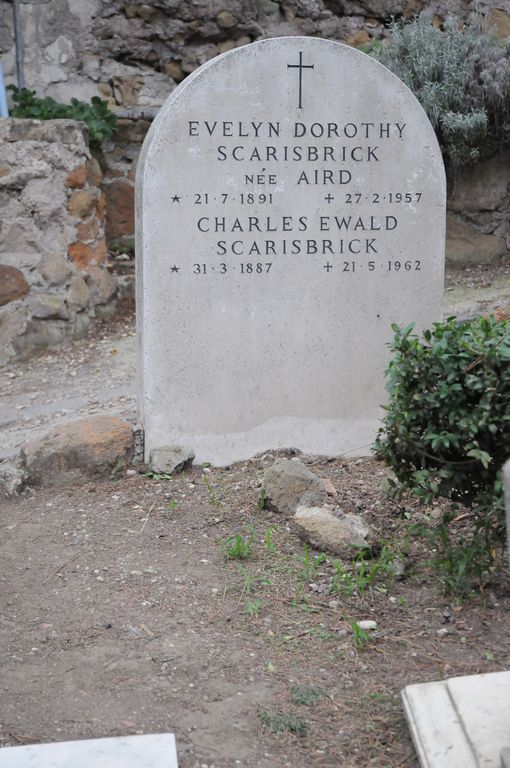 EVELYN DOROTHY
SCARISBRICK
NÉE AIRD
★ 21·7·1891 + 27·2·1957
CHARLES EWALD
SCARISBRICK
★ 31·3·1887 + 21·5·1962